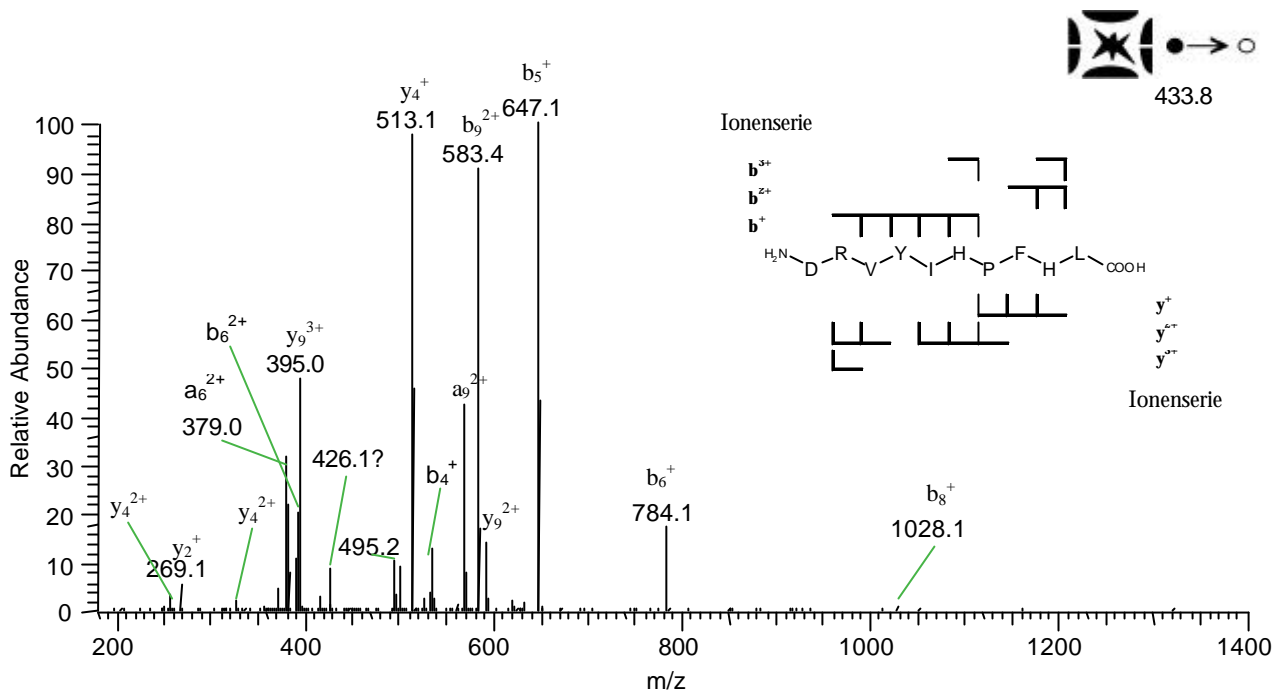 433.8
Ionenserie
b³⁺
b²⁺
b⁺
H₂N D R V Y I H P F H L COOH
y⁺
y²⁺
y³⁺
Ionenserie
b₅⁺
647.1
y₄⁺
513.1
b₉²⁺
583.4
b₆²⁺
y₉³⁺
395.0
a₆²⁺
379.0
a₉²⁺
426.1?
b₄⁺
y₄²⁺
y₂⁺
269.1
y₄²⁺
495.2
y₉²⁺
b₆⁺
784.1
b₈⁺
1028.1
Relative Abundance
100
90
80
70
60
50
40
30
20
10
0
200 400 600 800 1000 1200 1400
m/z